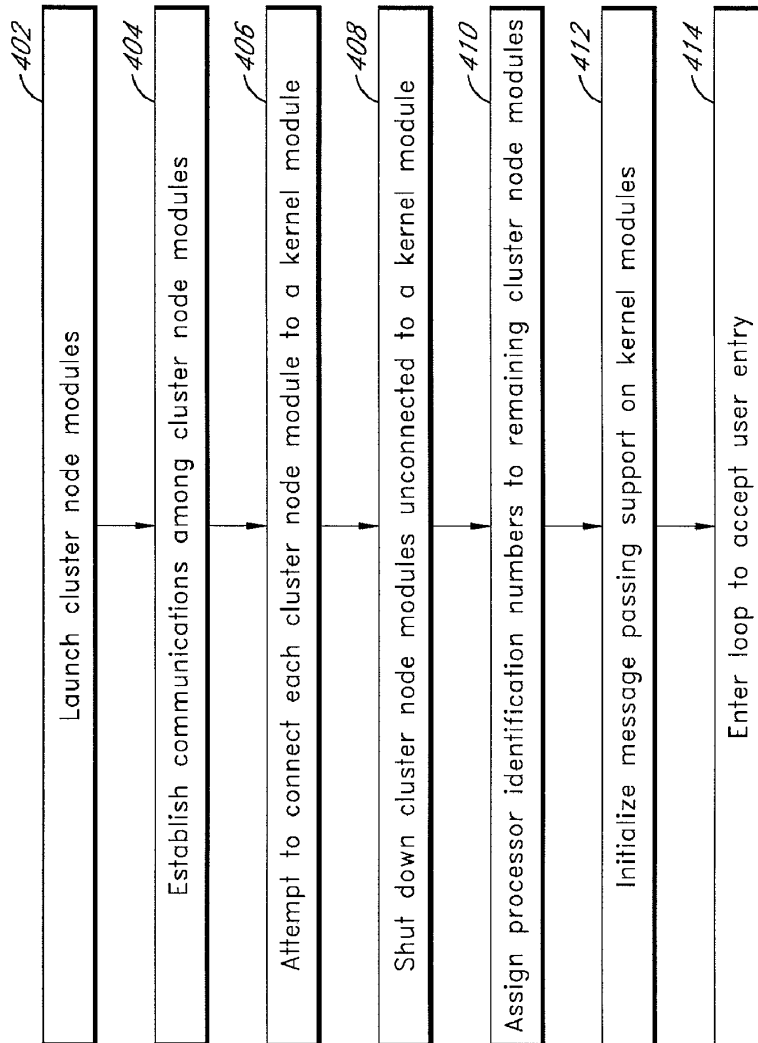 402
Launch cluster node modules
404
Establish communications among cluster node modules
406
Attempt to connect each cluster node module to a kernel module
408
Shut down cluster node modules unconnected to a kernel module
410
Assign processor identification numbers to remaining cluster node modules
412
Initialize message passing support on kernel modules
414
Enter loop to accept user entry